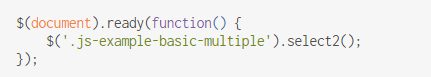 $(document).ready(function() {
    $('.js-example-basic-multiple').select2();
});